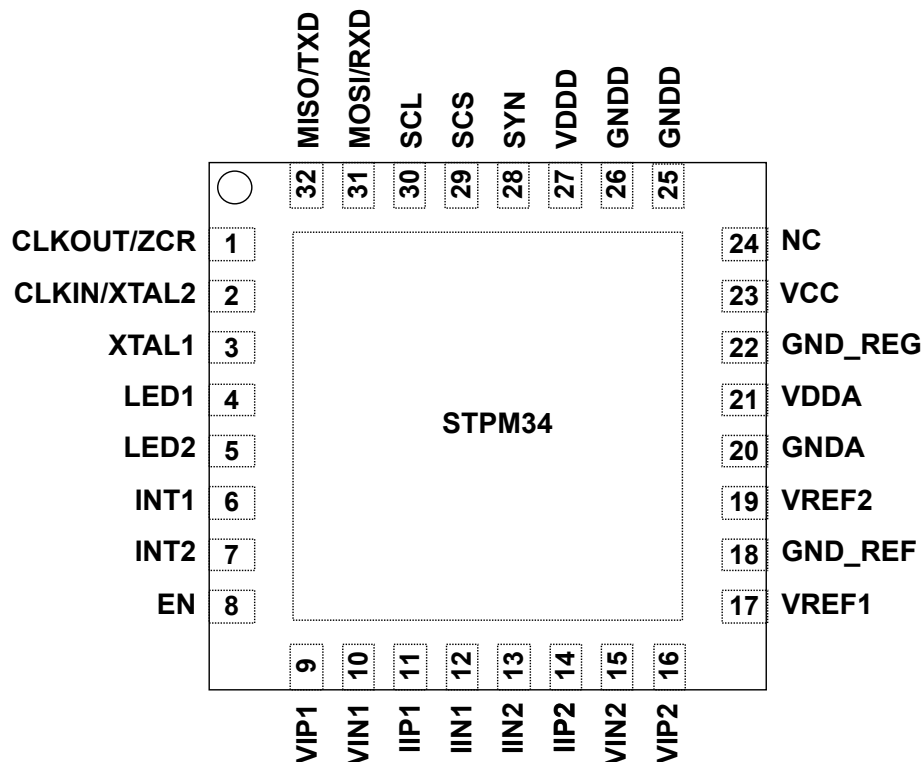 MISO/TXD
MOSI/RXD
SCL
SCS
SYN
VDDD
GNDD
GNDD
32
31
30
29
28
27
26
25
CLKOUT/ZCR 1
CLKIN/XTAL2 2
XTAL1 3
LED1 4
LED2 5
INT1 6
INT2 7
EN 8
STPM34
24 NC
23 VCC
22 GND_REG
21 VDDA
20 GNDA
19 VREF2
18 GND_REF
17 VREF1
9
10
11
12
13
14
15
16
VIP1
VIN1
IIP1
IIN1
IIN2
IIP2
VIN2
VIP2